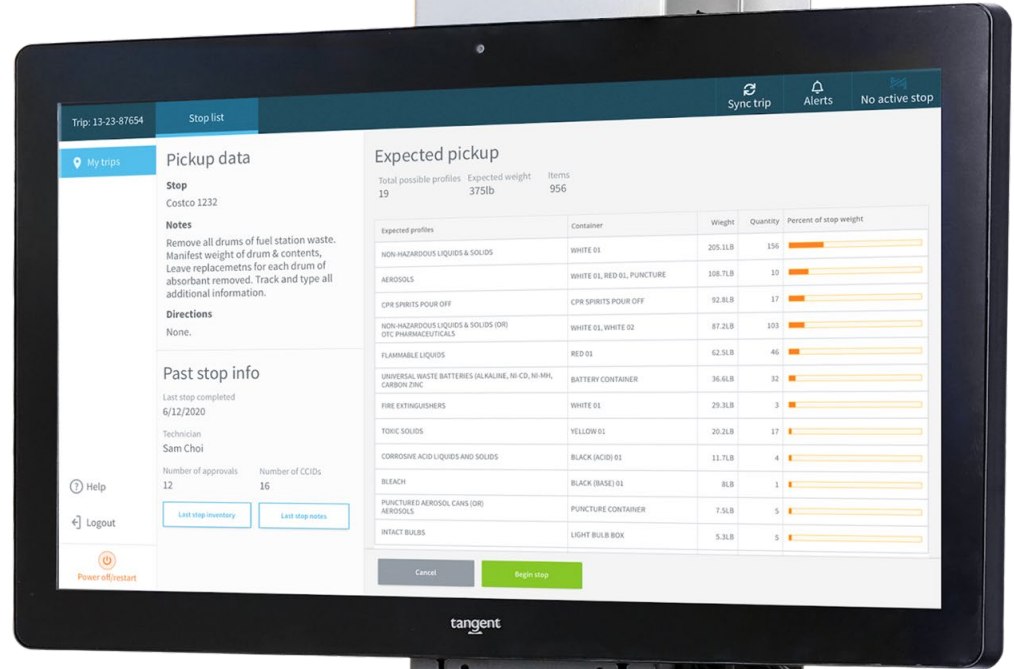 Trip: 13-23-87654
Stop list
Sync trip
Alerts
No active stop
My trips
Help
Logout
Power off/restart
Pickup data
Stop
Costco 1232
Notes
Remove all drums of fuel station waste.
Manifest weight of drum & contents,
Leave replacemetns for each drum of
absorbant removed. Track and type all
additional information.
Directions
None.
Past stop info
Last stop completed
6/12/2020
Technician
Sam Choi
Number of approvals Number of CCIDs
12 16
Last stop inventory Last stop notes
Expected pickup
Total possible profiles Expected weight Items
19 375lb 956
Expected profiles Container Wieght Quantity Percent of stop weight
NON-HAZARDOUS LIQUIDS & SOLIDS WHITE 01 205.1LB 156
AEROSOLS WHITE 01, RED 01, PUNCTURE 108.7LB 10
CPR SPIRITS POUR OFF CPR SPIRITS POUR OFF 92.8LB 17
NON-HAZARDOUS LIQUIDS & SOLIDS (OR)
OTC PHARMACEUTICALS WHITE 01, WHITE 02 87.2LB 103
FLAMMABLE LIQUIDS RED 01 62.5LB 46
UNIVERSAL WASTE BATTERIES (ALKALINE, NI-CD, NI-MH,
CARBON ZINC BATTERY CONTAINER 36.6LB 32
FIRE EXTINGUISHERS WHITE 01 29.3LB 3
TOXIC SOLIDS YELLOW 01 20.2LB 17
CORROSIVE ACID LIQUIDS AND SOLIDS BLACK (ACID) 01 11.7LB 4
BLEACH BLACK (BASE) 01 8LB 1
PUNCTURED AEROSOL CANS (OR)
AEROSOLS PUNCTURE CONTAINER 7.5LB 5
INTACT BULBS LIGHT BULB BOX 5.3LB 5
Cancel Begin stop
tangent